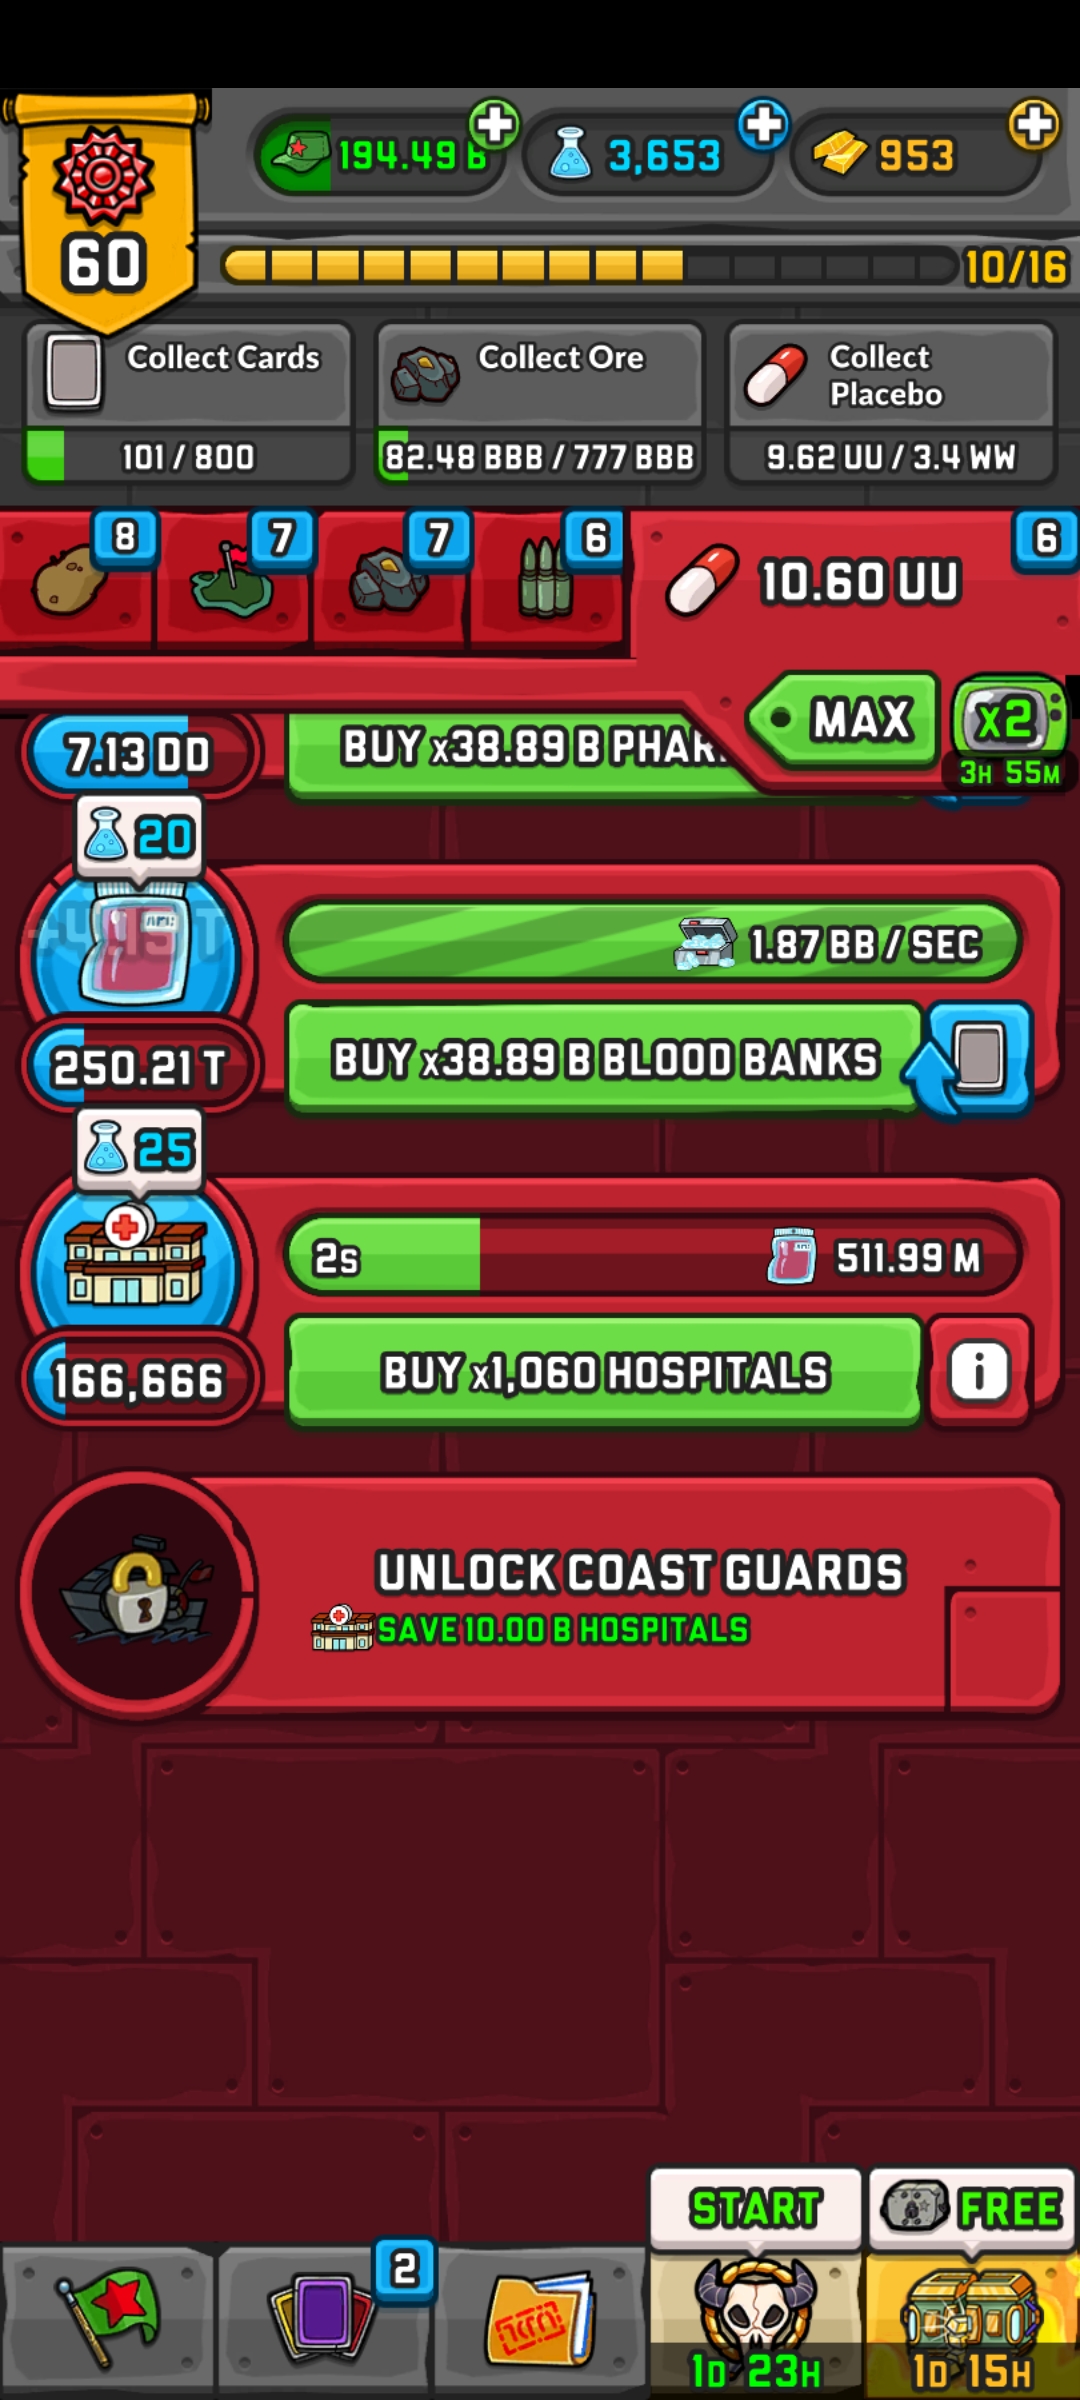 60
194.49 B
3,653
953
10/16
Collect Cards
101 / 800
Collect Ore
82.48 BBB / 777 BBB
Collect
Placebo
9.62 UU / 3.4 WW
8
7
7
6
10.60 UU
6
MAX
x2
3H 55M
7.13 DD
BUY x38.89 B PHAR
20
1.87 BB / SEC
250.21 T
BUY x38.89 B BLOOD BANKS
25
2s
511.99 M
166,666
BUY x1,060 HOSPITALS
i
UNLOCK COAST GUARDS
SAVE 10.00 B HOSPITALS
START
FREE
2
1D 23H
1D 15H